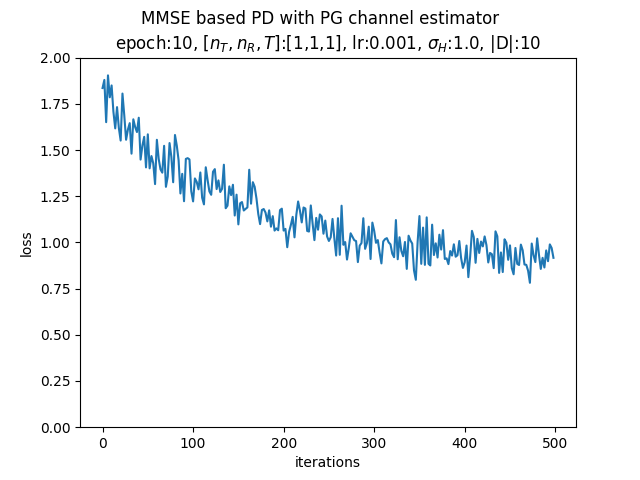 MMSE based PD with PG channel estimator
epoch:10, [n_T, n_R, T]:[1,1,1], lr:0.001, σ_H:1.0, |D|:10
2.00
1.75
1.50
1.25
1.00
0.75
0.50
0.25
0.00
loss
0 100 200 300 400 500
iterations